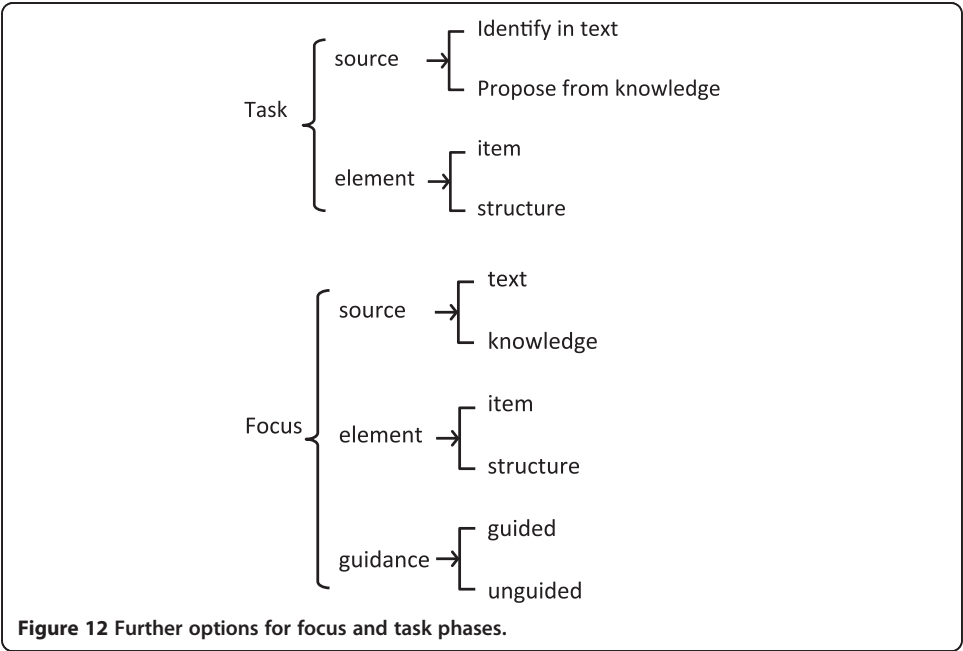 Task
source
Identify in text
Propose from knowledge
element
item
structure
Focus
source
text
knowledge
element
item
structure
guidance
guided
unguided
Figure 12 Further options for focus and task phases.